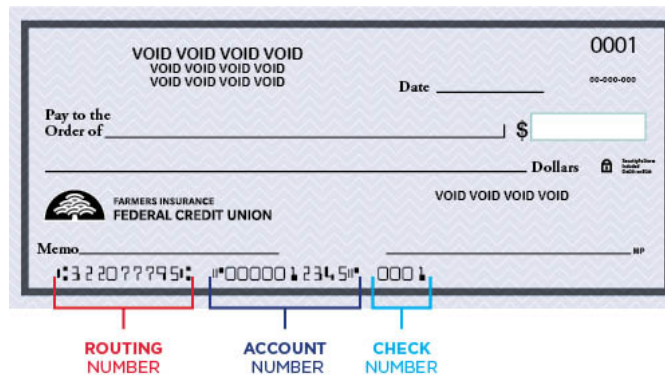 VOID VOID VOID VOID
VOID VOID VOID VOID
VOID VOID VOID VOID
0001
00-000-000
Date
Pay to the
Order of
$
Dollars
FARMERS INSURANCE
FEDERAL CREDIT UNION
VOID VOID VOID VOID
Memo
MP
⑆322077795⑆ ⑈0000012345⑈ 0001
ROUTING ACCOUNT CHECK
NUMBER NUMBER NUMBER